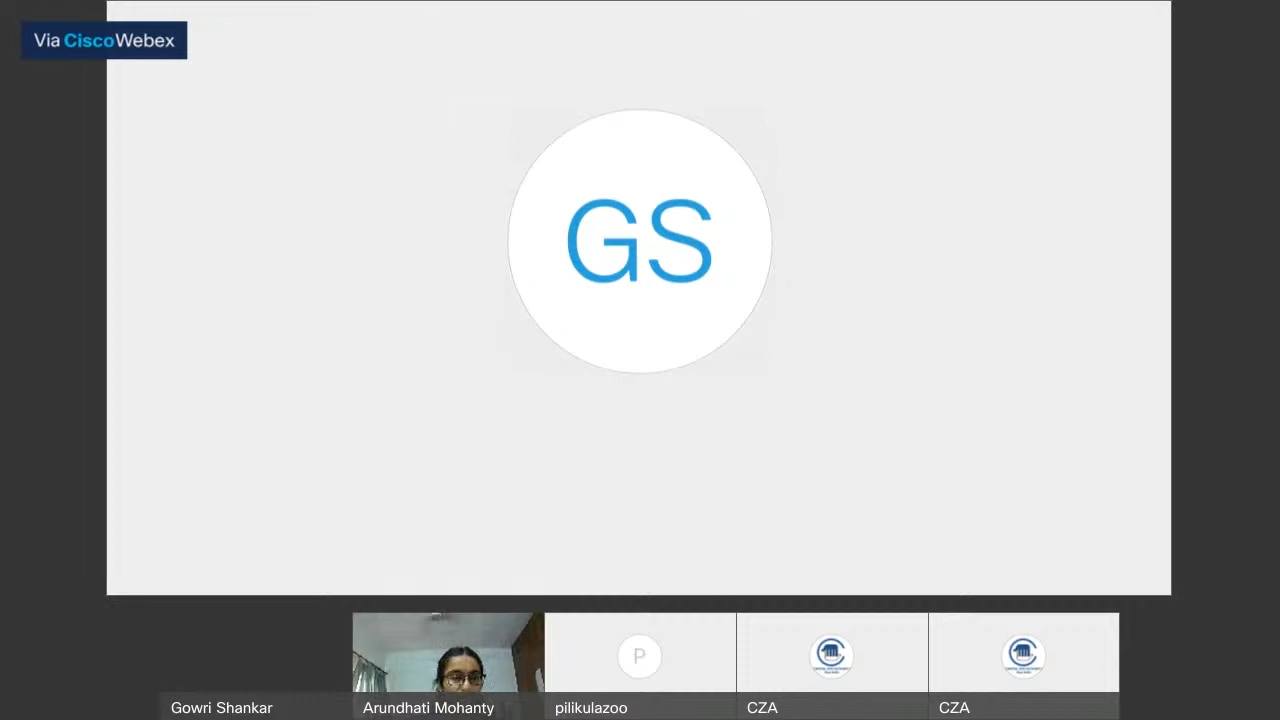 Via CiscoWebex
GS
P
Gowri Shankar
Arundhati Mohanty
pilikulazoo
CZA
CZA